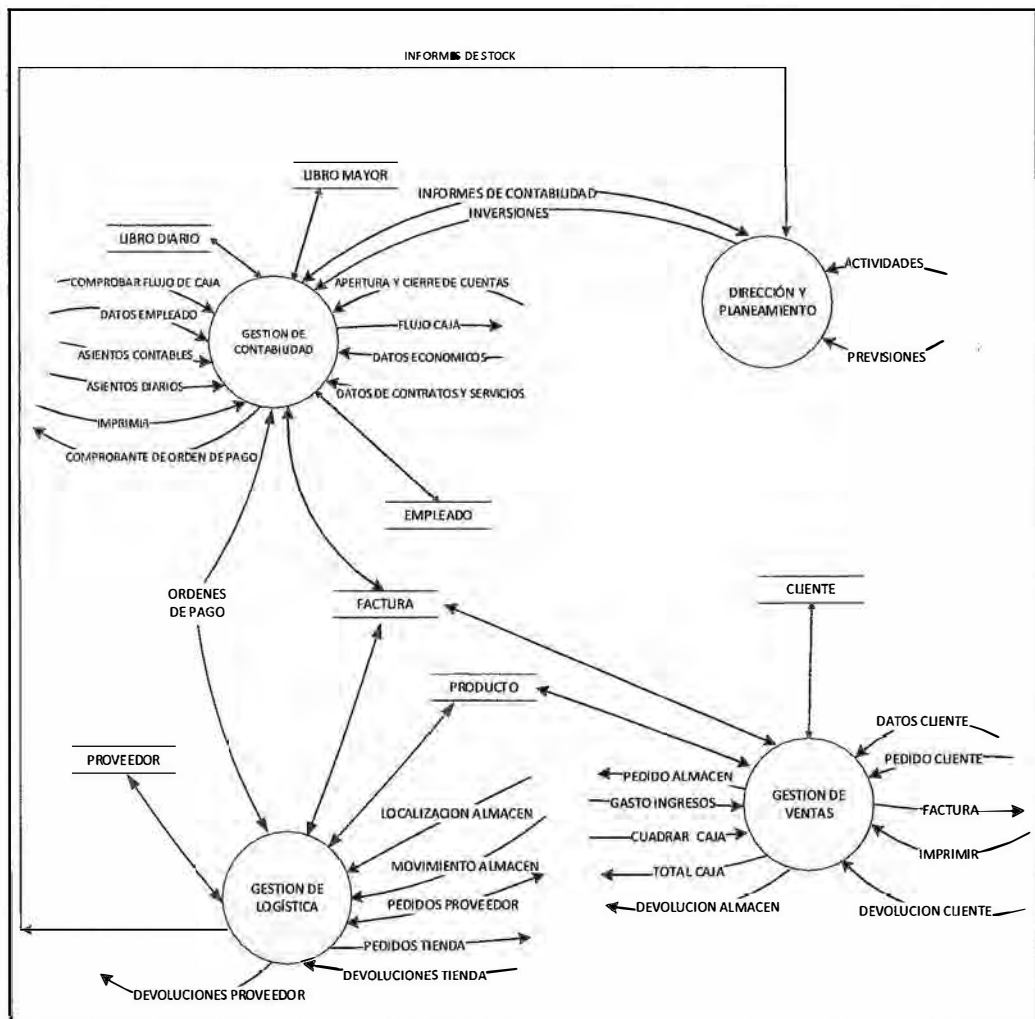 INFORMES DE STOCK
LIBRO MAYOR
INFORMES DE CONTABILIDAD
INVERSIONES
LIBRO DIARIO
COMPROBAR FLUJO DE CAJA
APERTURA Y CIERRE DE CUENTAS
ACTIVIDADES
DIRECCIÓN Y
PLANEAMIENTO
DATOS EMPLEADO
GESTION DE
CONTABILIDAD
FLUJO CAJA
ASIENTOS CONTABLES
DATOS ECONOMICOS
PREVISIONES
ASIENTOS DIARIOS
DATOS DE CONTRATOS Y SERVICIOS
IMPRIMIR
COMPROBANTE DE ORDEN DE PAGO
EMPLEADO
ORDENES
DE PAGO
FACTURA
CLIENTE
PRODUCTO
PROVEEDOR
DATOS CLIENTE
PEDIDO CLIENTE
PEDIDO ALMACEN
GASTO INGRESOS
GESTION DE
VENTAS
FACTURA
LOCALIZACION ALMACEN
CUADRAR CAJA
IMPRIMIR
MOVIMIENTO ALMACEN
TOTAL CAJA
GESTION DE
LOGÍSTICA
PEDIDOS PROVEEDOR
DEVOLUCION ALMACEN
DEVOLUCION CLIENTE
PEDIDOS TIENDA
DEVOLUCIONES TIENDA
DEVOLUCIONES PROVEEDOR